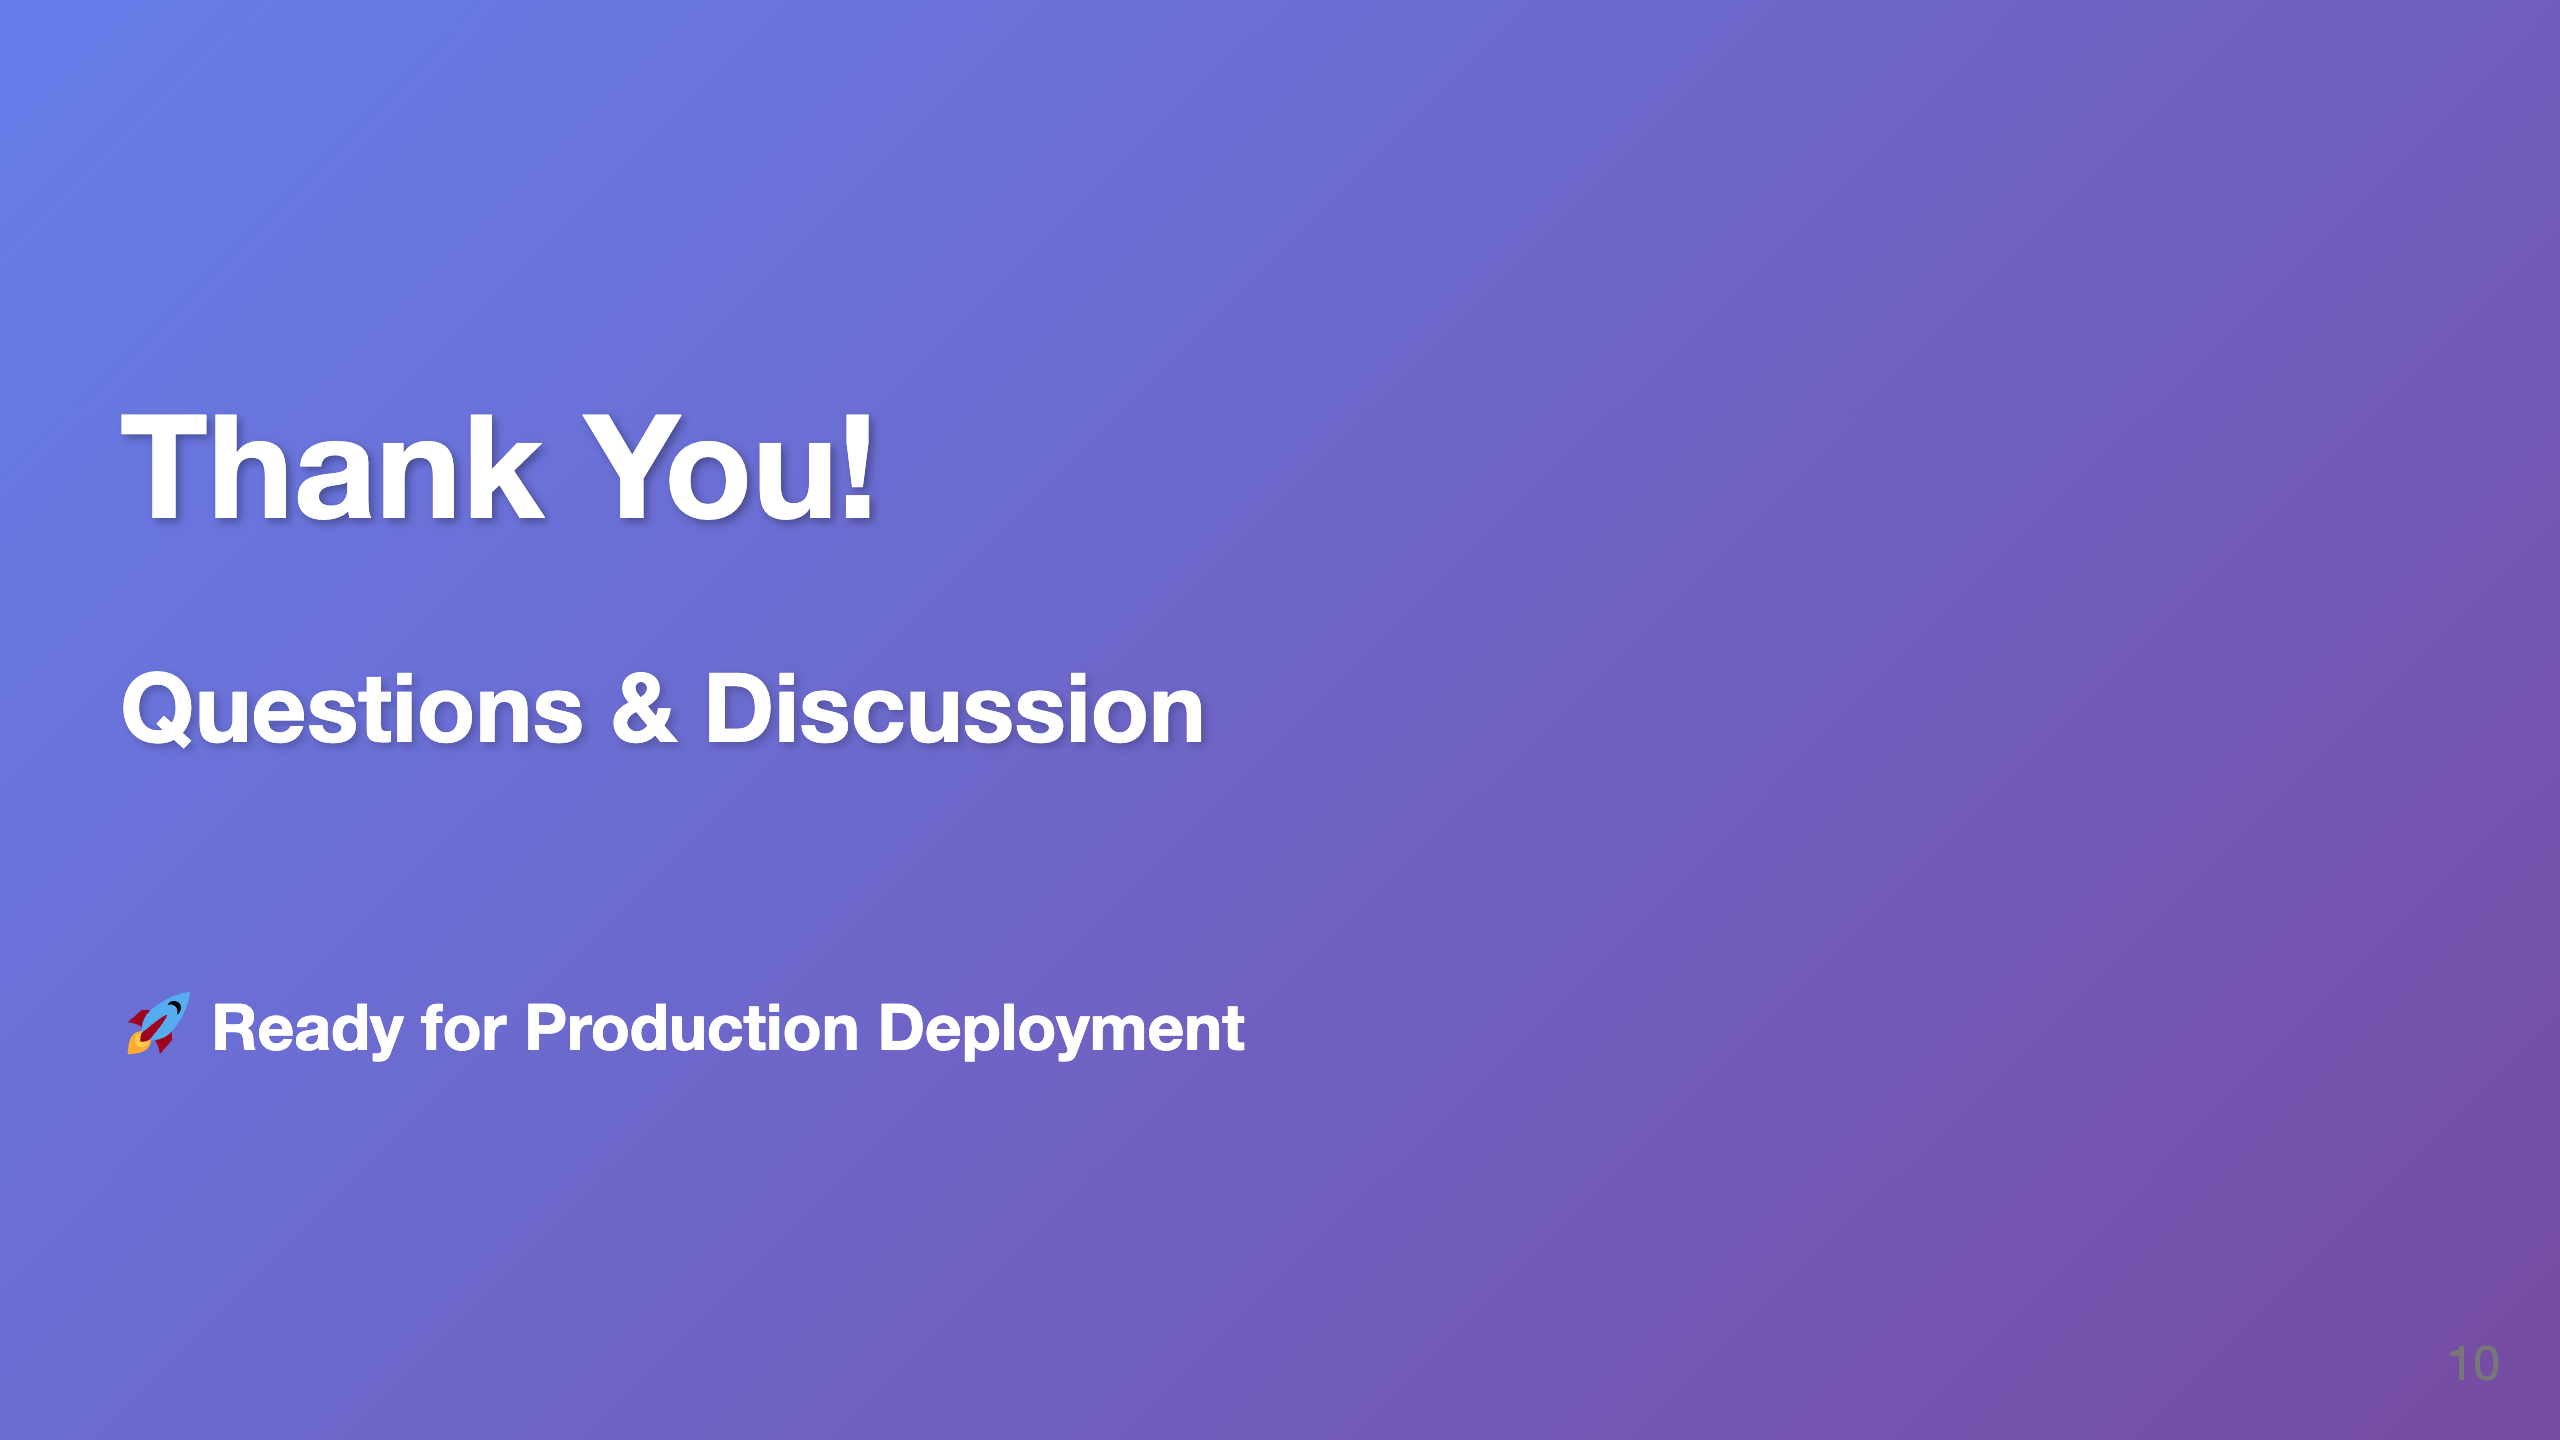 Thank You!
Questions & Discussion
🚀 Ready for Production Deployment
10